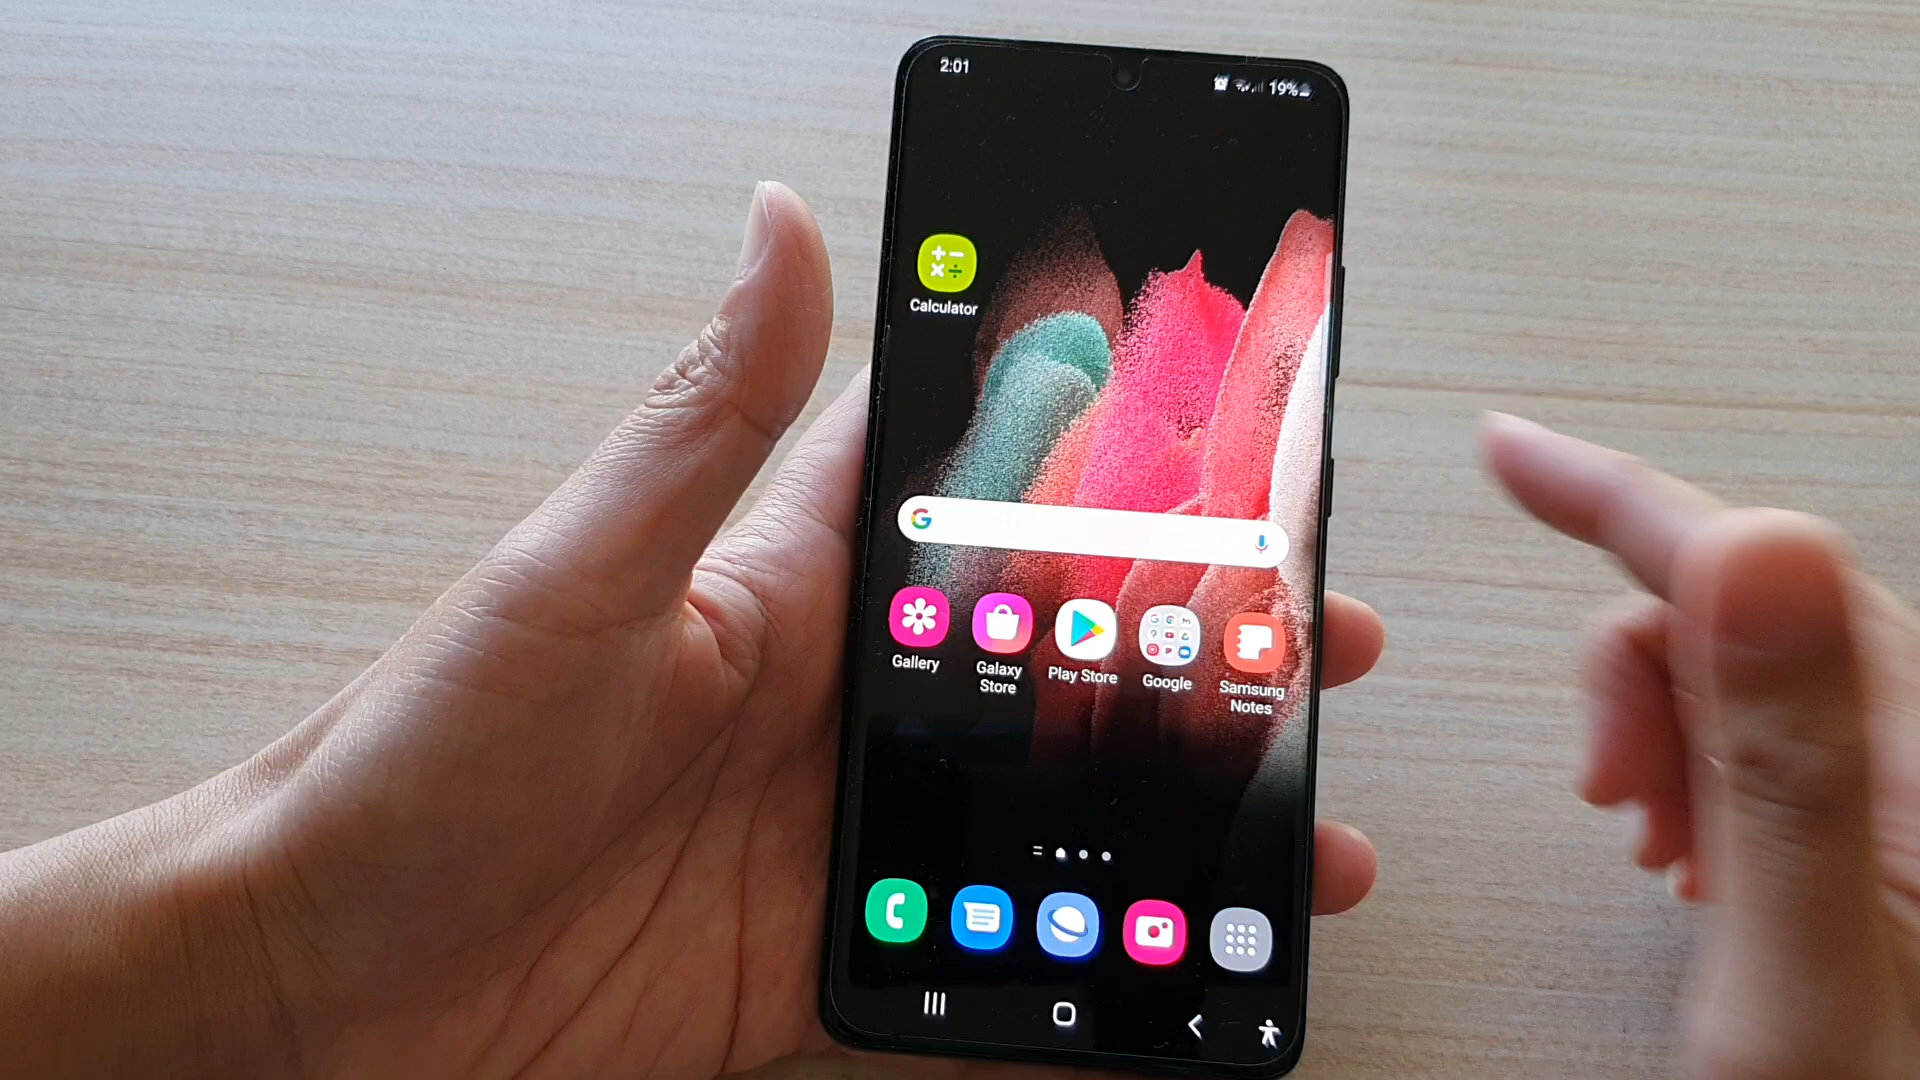 2:01
19%
Calculator
G
Gallery
Galaxy
Store
Play Store
Google
Samsung
Notes